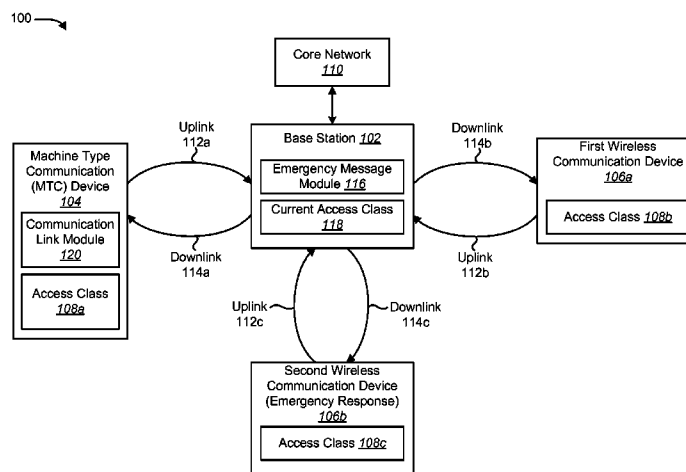 100
Core Network
110
Uplink
112a
Base Station 102
Emergency Message
Module 116
Current Access Class
118
Downlink
114b
Machine Type
Communication
(MTC) Device
104
Communication
Link Module
120
Access Class
108a
Downlink
114a
First Wireless
Communication Device
106a
Access Class 108b
Uplink
112b
Uplink
112c
Downlink
114c
Second Wireless
Communication Device
(Emergency Response)
106b
Access Class 108c